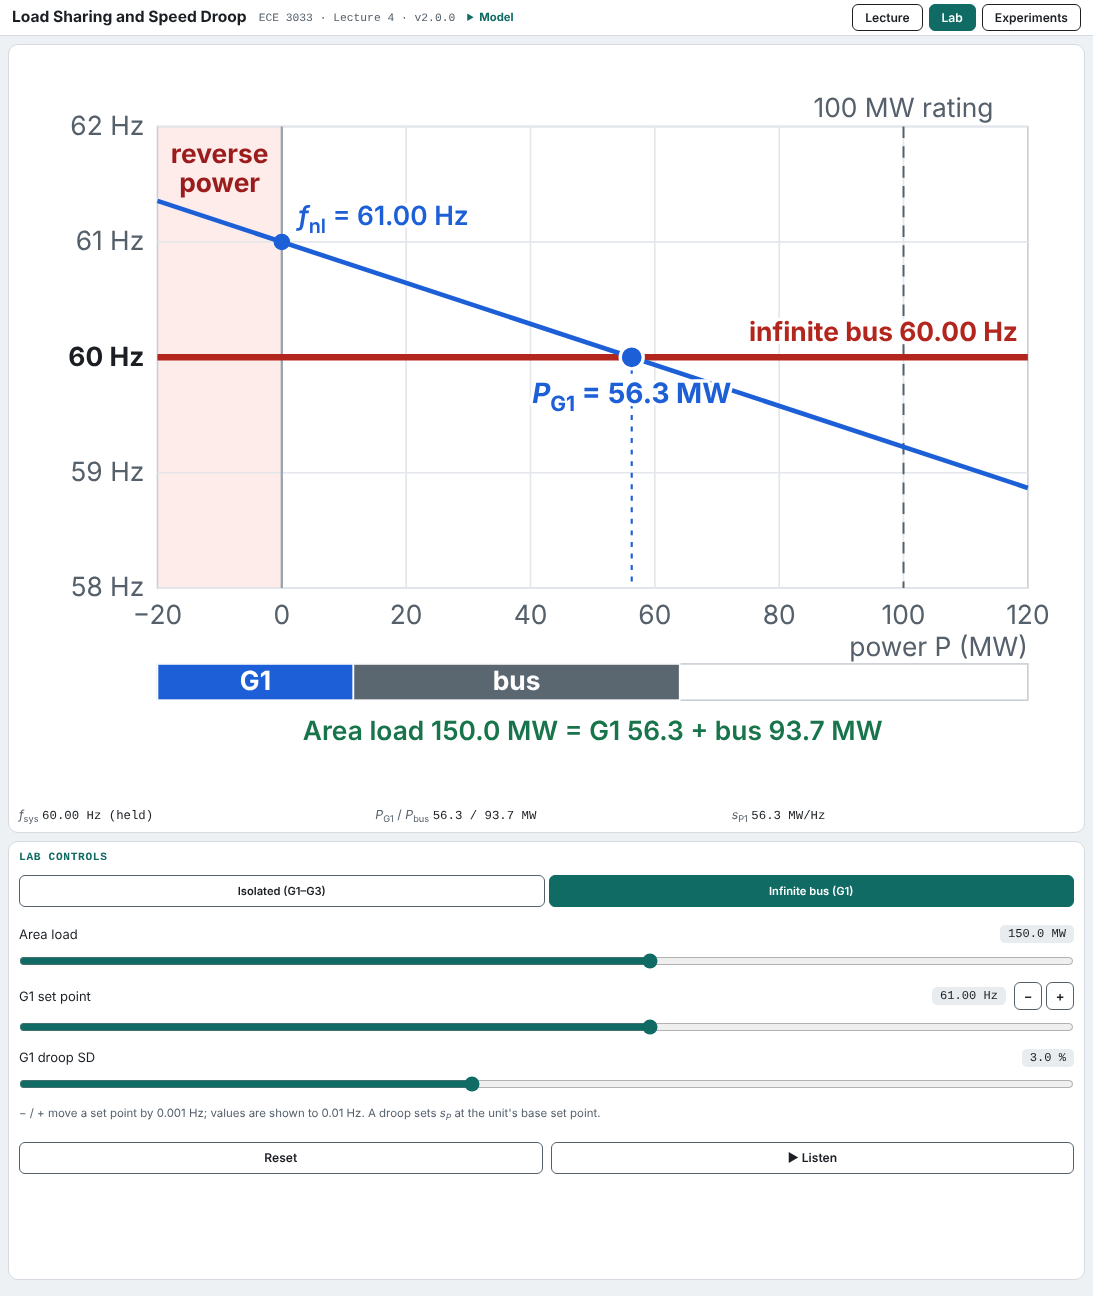 Load Sharing and Speed Droop ECE 3033 · Lecture 4 · v2.0.0 ▶ Model Lecture Lab Experiments
100 MW rating
62 Hz
reverse
power
fnl = 61.00 Hz
61 Hz
infinite bus 60.00 Hz
60 Hz
PG1 = 56.3 MW
59 Hz
58 Hz
−20 0 20 40 60 80 100 120
power P (MW)
G1 bus
Area load 150.0 MW = G1 56.3 + bus 93.7 MW
fsys 60.00 Hz (held) PG1 / Pbus 56.3 / 93.7 MW sP1 56.3 MW/Hz
LAB CONTROLS
Isolated (G1–G3) Infinite bus (G1)
Area load 150.0 MW
G1 set point 61.00 Hz − +
G1 droop SD 3.0 %
− / + move a set point by 0.001 Hz; values are shown to 0.01 Hz. A droop sets sP at the unit's base set point.
Reset ▶ Listen